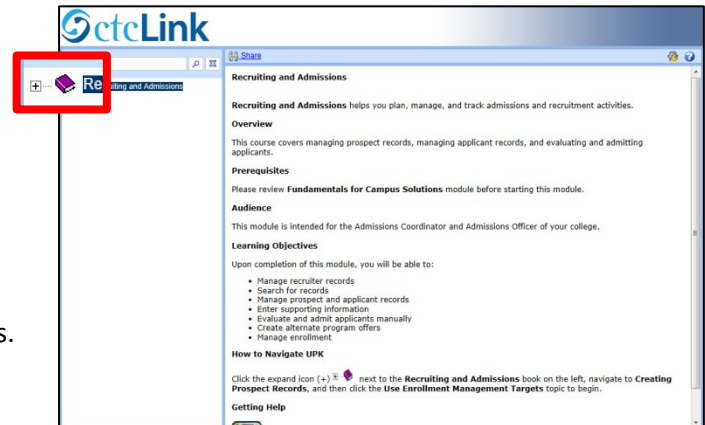 ctcLink
Share
Recruiting and Admissions
Recruiting and Admissions
Recruiting and Admissions helps you plan, manage, and track admissions and recruitment activities.
Overview
This course covers managing prospect records, managing applicant records, and evaluating and admitting
applicants.
Prerequisites
Please review Fundamentals for Campus Solutions module before starting this module.
Audience
This module is intended for the Admissions Coordinator and Admissions Officer of your college.
Learning Objectives
Upon completion of this module, you will be able to:
• Manage recruiter records
• Search for records
• Manage prospect and applicant records
• Enter supporting information
• Evaluate and admit applicants manually
• Create alternate program offers
• Manage enrollment
s.
How to Navigate UPK
Click the expand icon (+) next to the Recruiting and Admissions book on the left, navigate to Creating
Prospect Records, and then click the Use Enrollment Management Targets topic to begin.
Getting Help